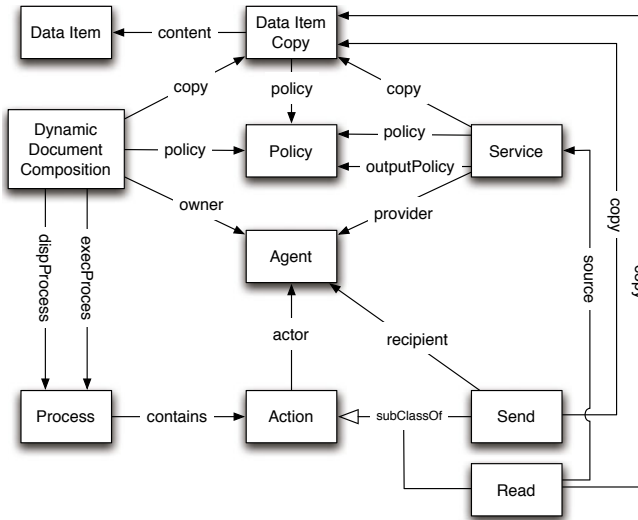 Data Item
content
Data Item
Copy
copy
policy
copy
Dynamic
Document
Composition
policy
Policy
policy
outputPolicy
Service
owner
provider
Agent
dispProcess
execProces
actor
recipient
source
copy
copy
Process
contains
Action
subClassOf
Send
Read